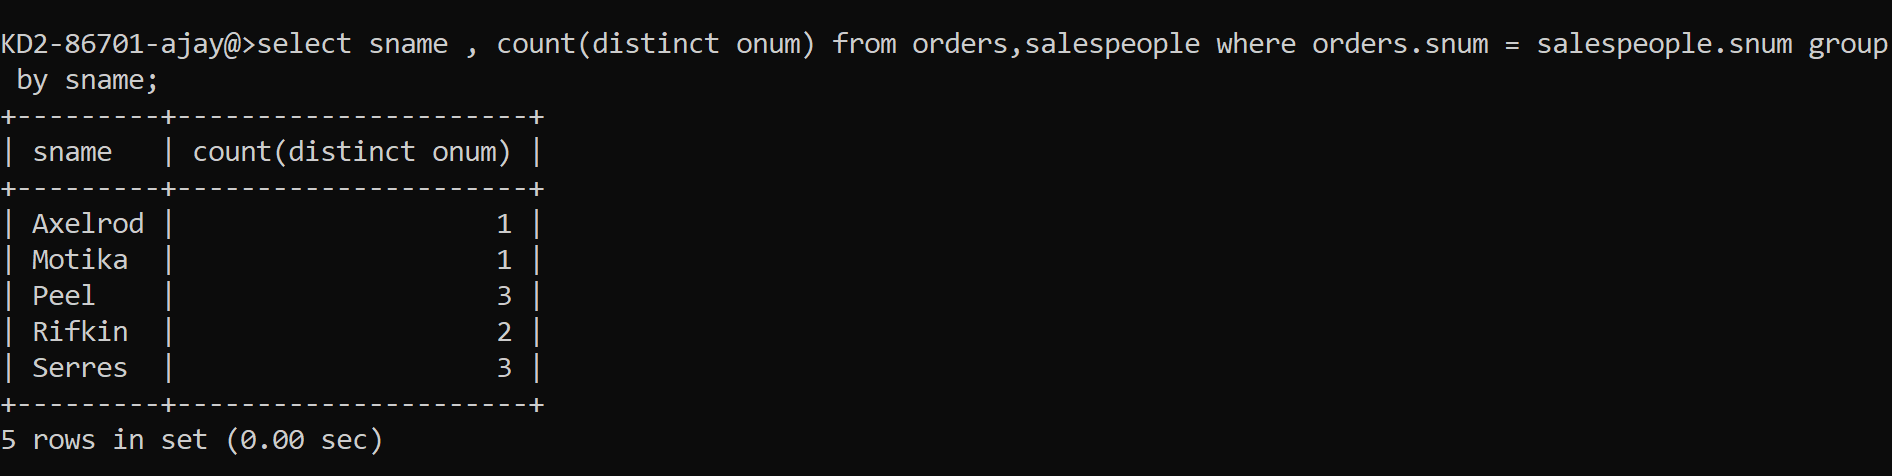 KD2-86701-ajay@>select sname , count(distinct onum) from orders,salespeople where orders.snum = salespeople.snum group
 by sname;
+---------+----------------------+
| sname   | count(distinct onum) |
+---------+----------------------+
| Axelrod |                    1 |
| Motika  |                    1 |
| Peel    |                    3 |
| Rifkin  |                    2 |
| Serres  |                    3 |
+---------+----------------------+
5 rows in set (0.00 sec)